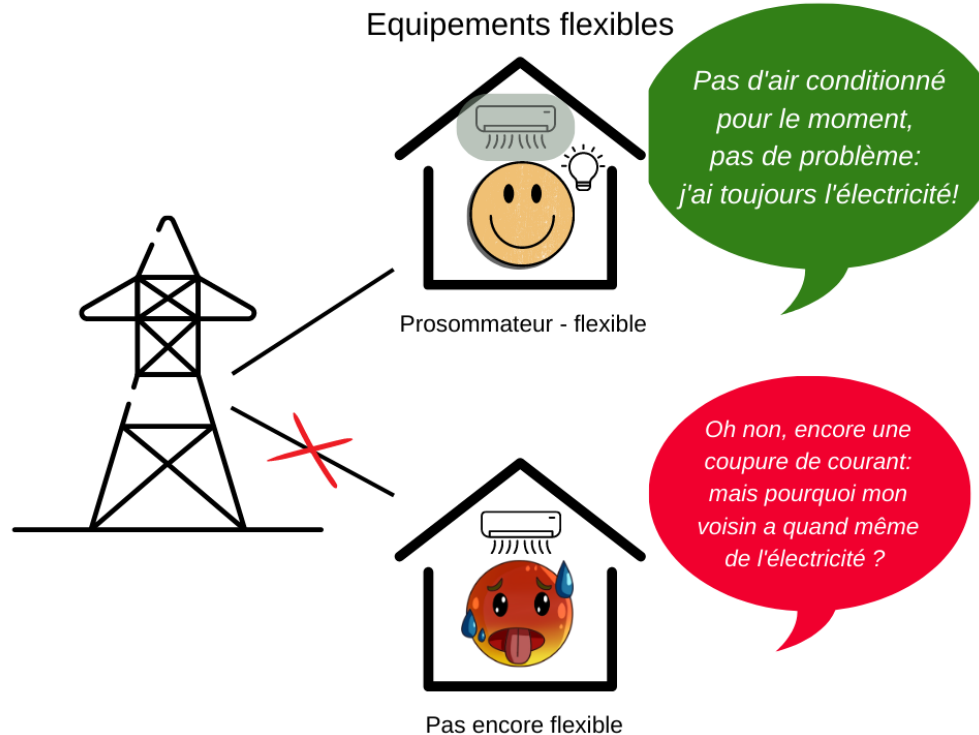 Equipements flexibles
Pas d'air conditionné
pour le moment,
pas de problème:
j'ai toujours l'électricité!
Prosommateur - flexible
Oh non, encore une
coupure de courant:
mais pourquoi mon
voisin a quand même
de l'électricité ?
Pas encore flexible